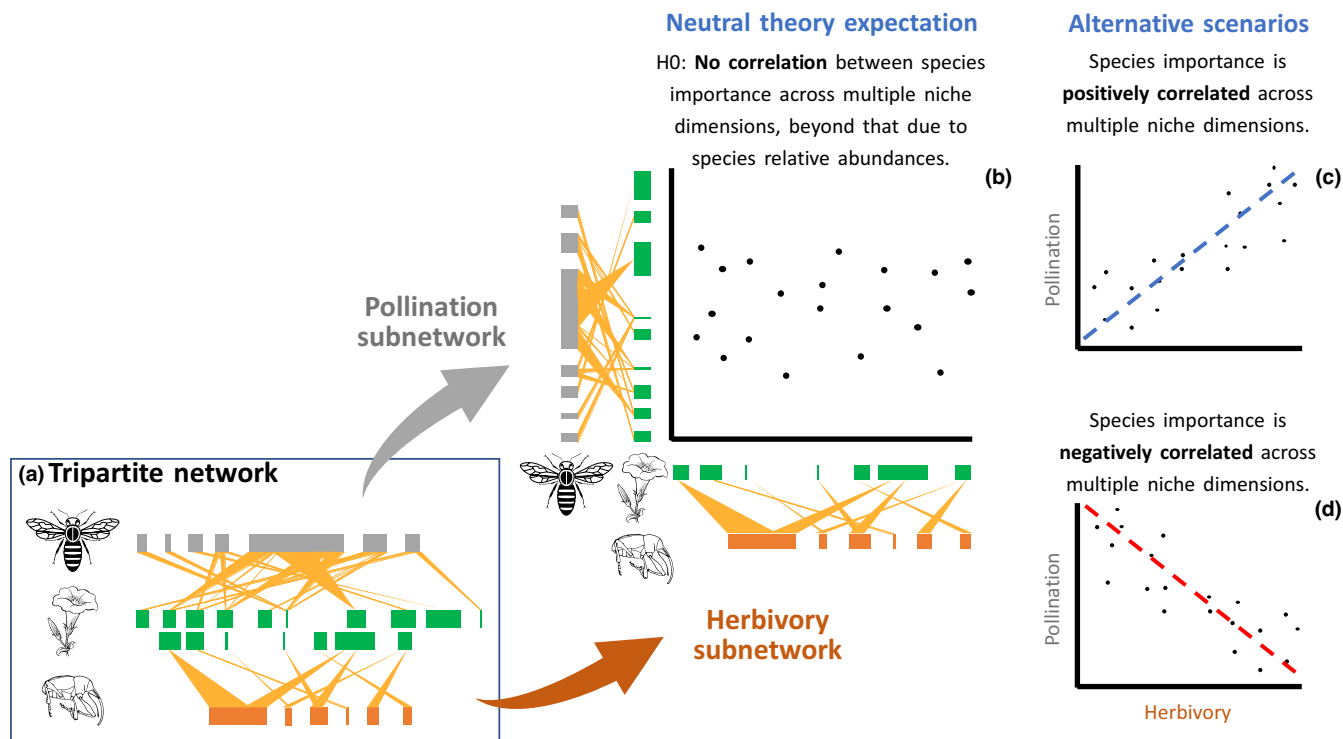 Neutral theory expectation
H0: No correlation between species
importance across multiple niche
dimensions, beyond that due to
species relative abundances.
(b)
Alternative scenarios
Species importance is
positively correlated across
multiple niche dimensions.
(c)
Pollination
Pollination
subnetwork
(a) Tripartite network
Herbivory
subnetwork
Species importance is
negatively correlated across
multiple niche dimensions.
(d)
Pollination
Herbivory